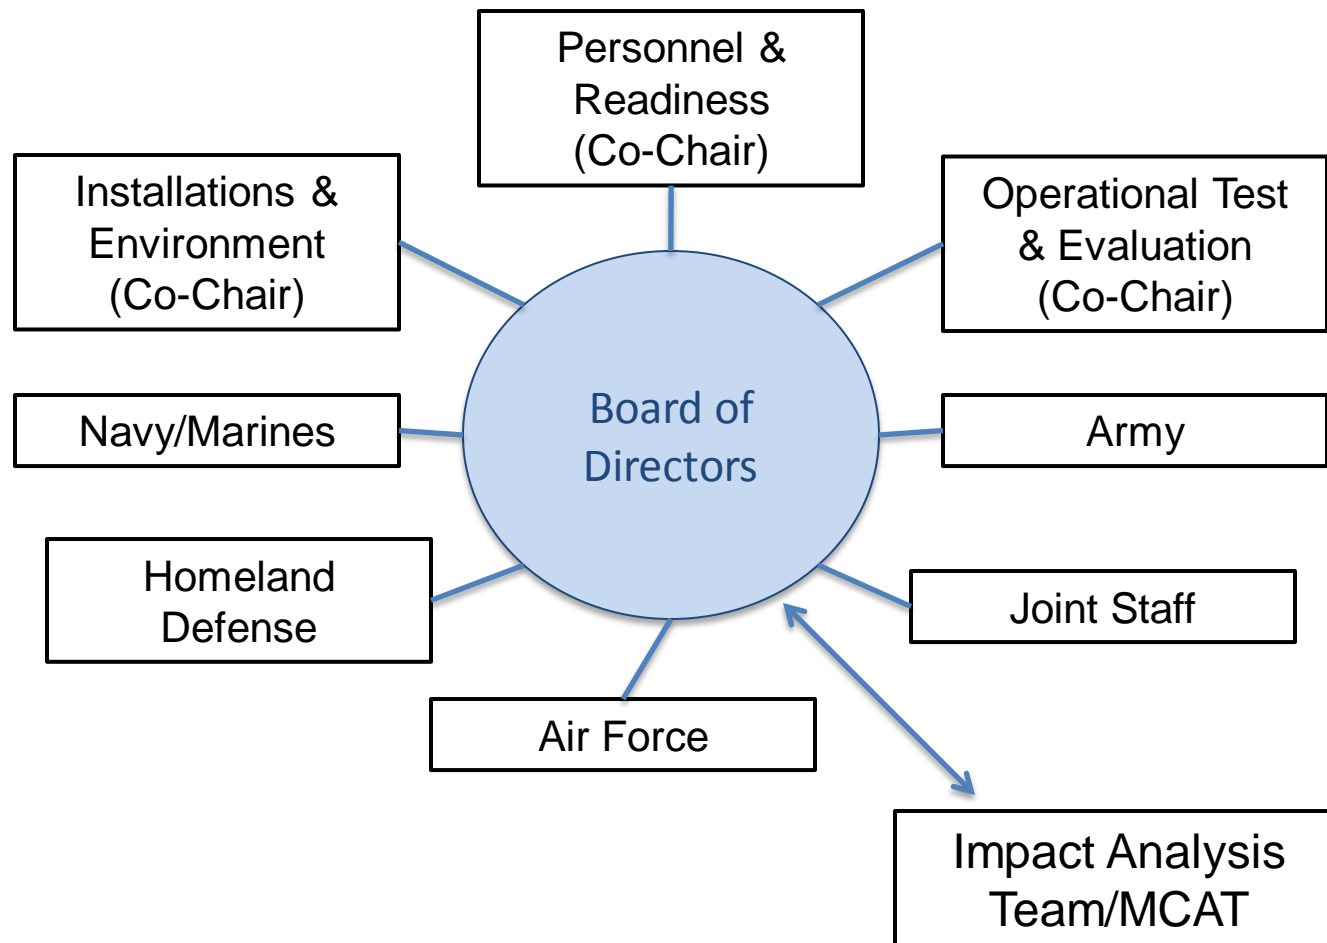 Personnel &
Readiness
(Co-Chair)
Installations &
Environment
(Co-Chair)
Operational Test
& Evaluation
(Co-Chair)
Board of
Directors
Navy/Marines
Army
Homeland
Defense
Joint Staff
Air Force
Impact Analysis
Team/MCAT